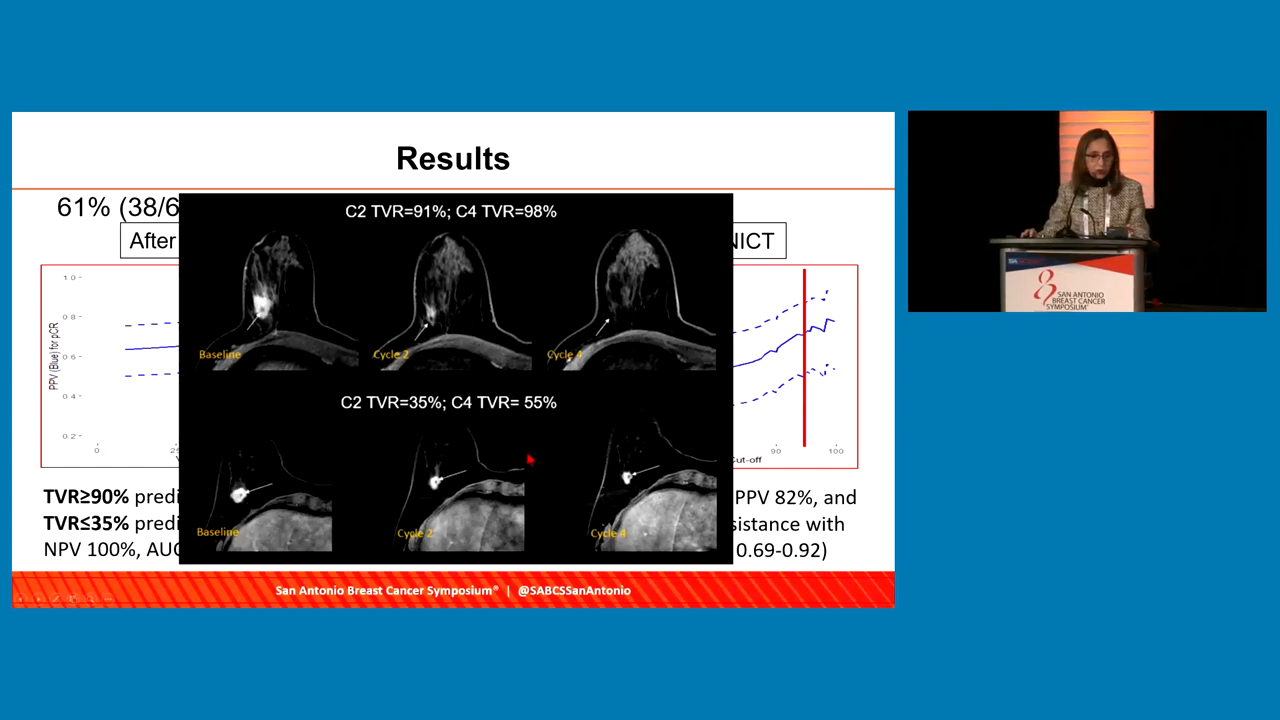 Results
61% (38/6
After
NICT
C2 TVR=91%; C4 TVR=98%
Baseline
Cycle 2
Cycle 4
C2 TVR=35%; C4 TVR= 55%
Baseline
Cycle 2
Cycle 4
PPV (Blue) for pCR
1 0
0 8
0 6
0 4
0 2
0
90
100
Cut-off
TVR≥90% predi
TVR≤35% predi
NPV 100%, AUC
PPV 82%, and
sistance with
0.69-0.92)
San Antonio Breast Cancer Symposium® | @SABCSSanAntonio
SAN ANTONIO
BREAST CANCER
SYMPOSIUM®